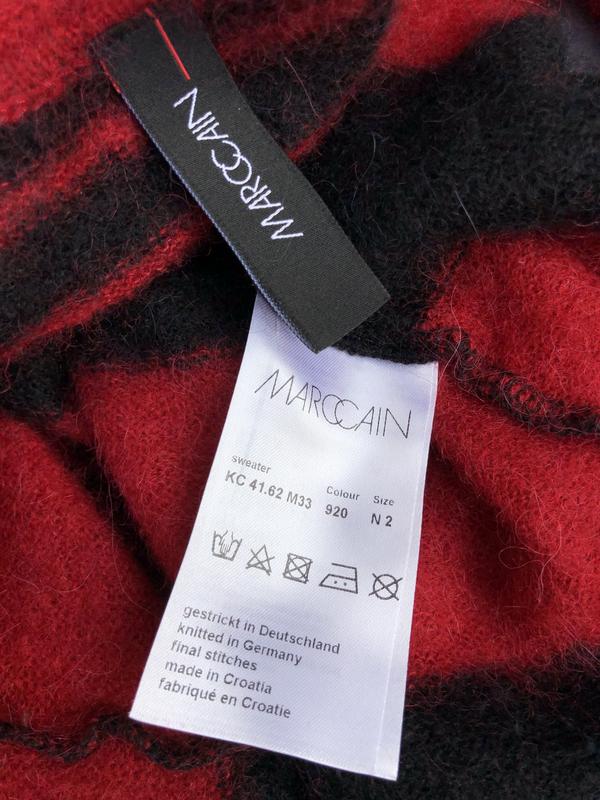 MARCCAIN
MARCCAIN
sweater
Colour Size
KC 41.62 M33 920 N 2
gestrickt in Deutschland
knitted in Germany
final stitches
made in Croatia
fabriqué en Croatie